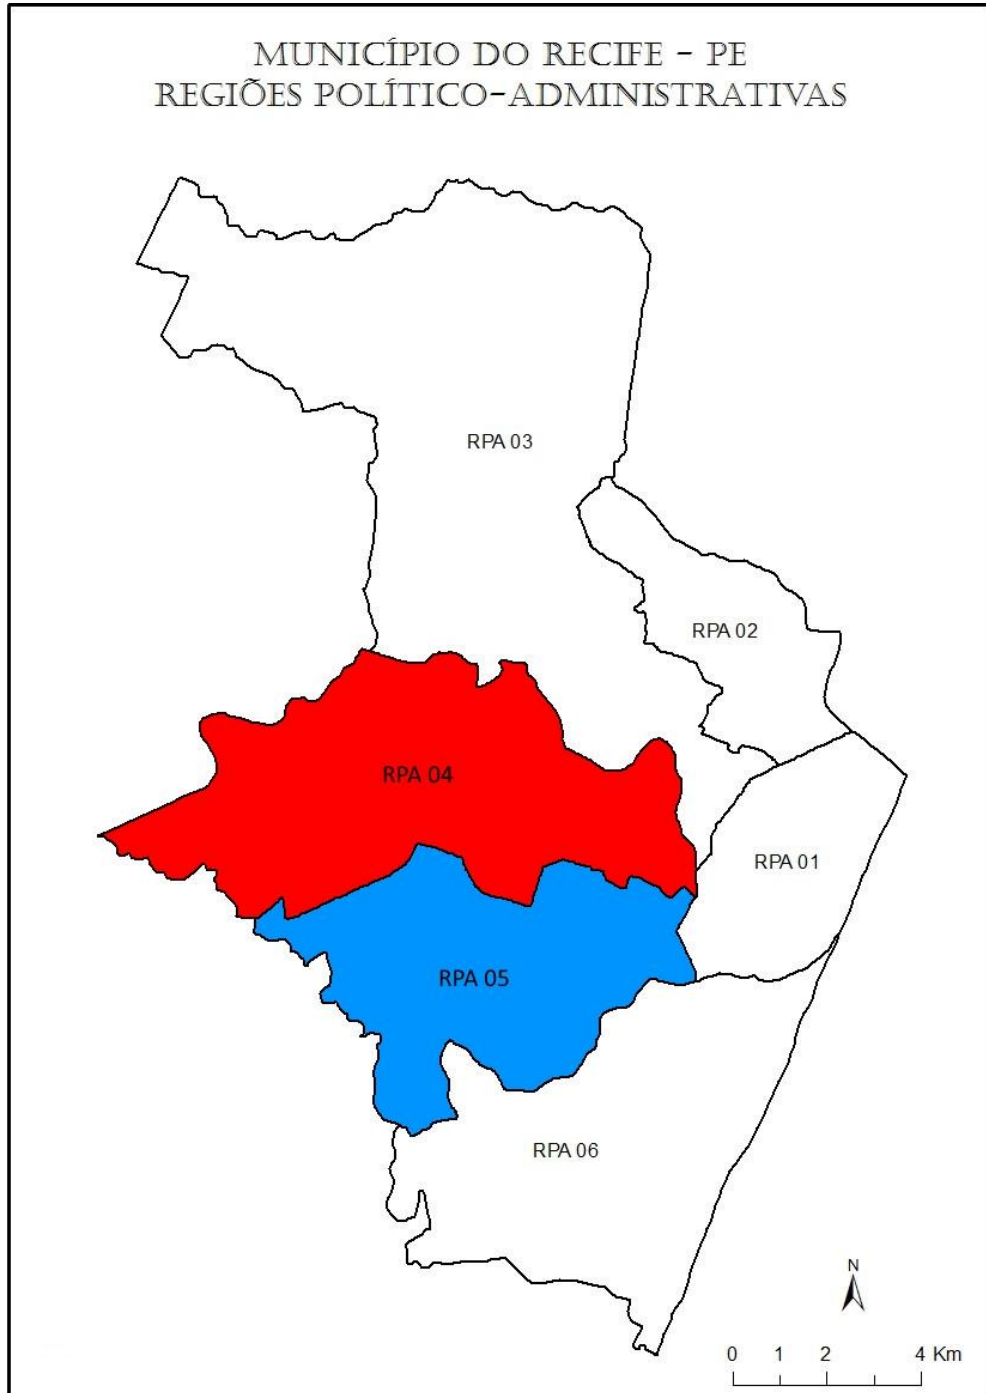 MUNICÍPIO DO RECIFE - PE
REGIÕES POLÍTICO-ADMINISTRATIVAS
RPA 03
RPA 02
RPA 04
RPA 01
RPA 05
RPA 06
N
0 1 2 4 Km